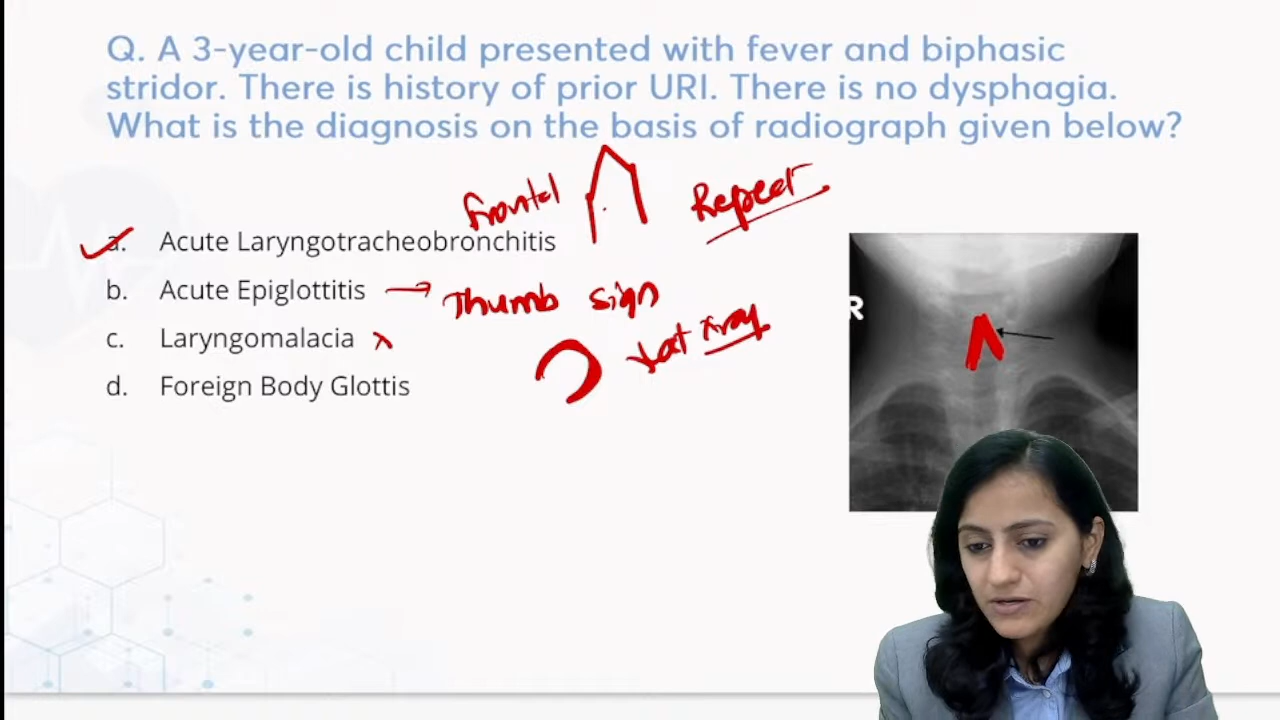 Q. A 3-year-old child presented with fever and biphasic
stridor. There is history of prior URI. There is no dysphagia.
What is the diagnosis on the basis of radiograph given below?
Frontal
Repeat
a. Acute Laryngotracheobronchitis
b. Acute Epiglottitis → Thumb sign
Lat xray
c. Laryngomalacia x
d. Foreign Body Glottis
R